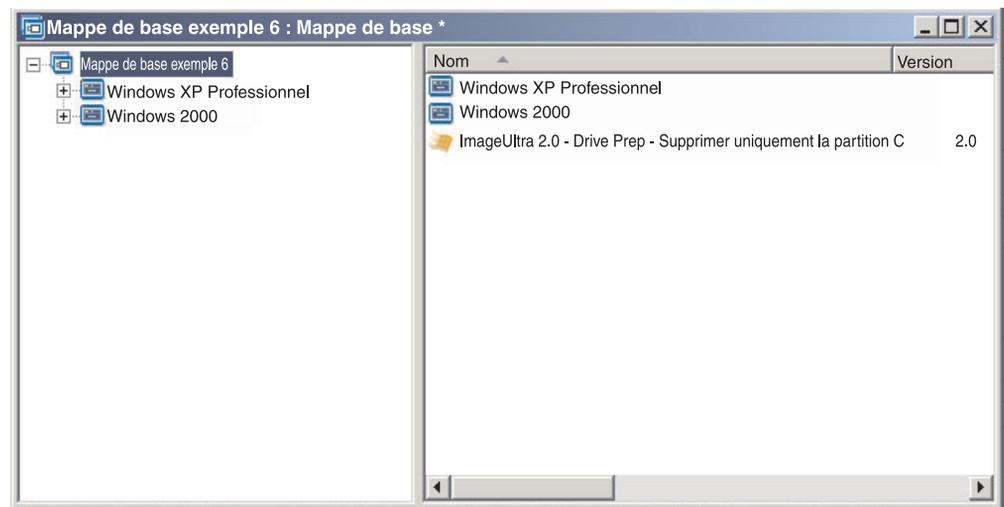 Mappe de base exemple 6 : Mappe de base *
Mappe de base exemple 6
Windows XP Professionnel
Windows 2000
Nom Version
Windows XP Professionnel
Windows 2000
ImageUltra 2.0 - Drive Prep - Supprimer uniquement la partition C 2.0